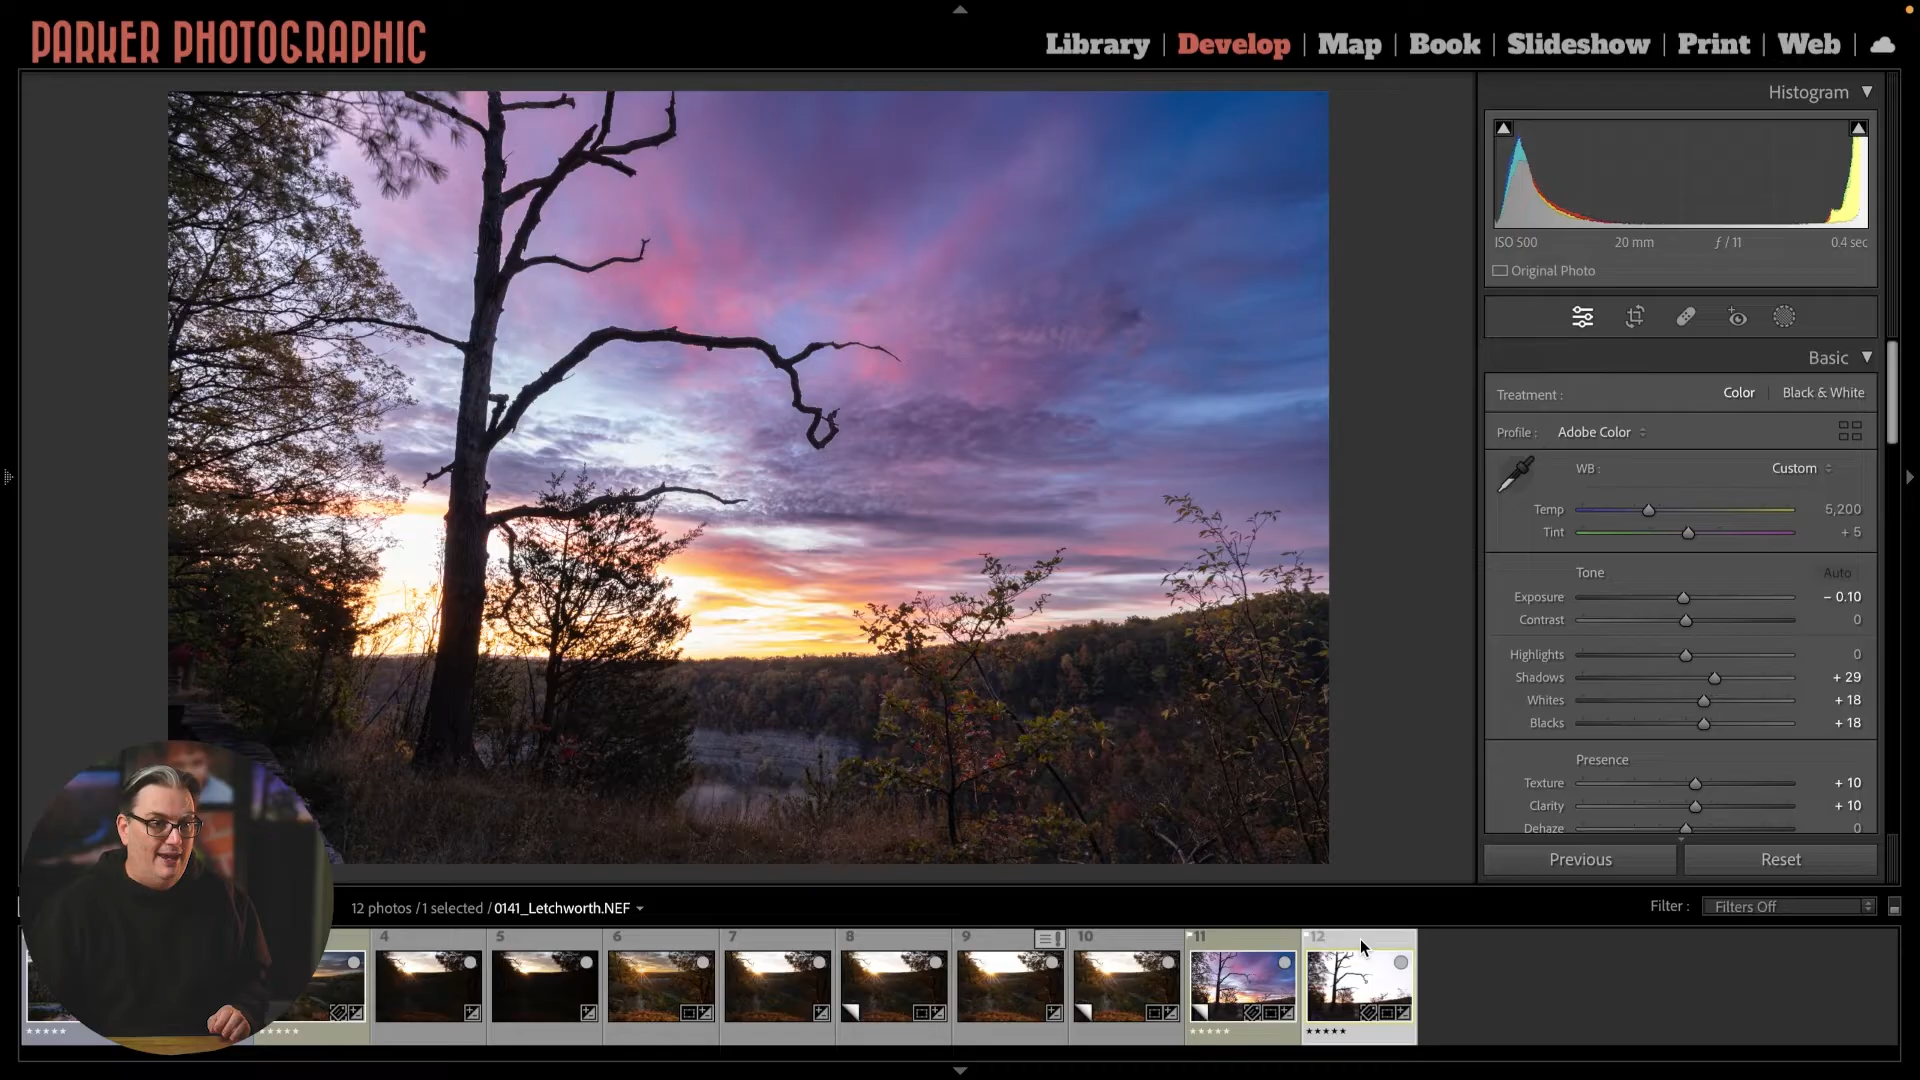 PARKER PHOTOGRAPHIC
Library | Develop | Map | Book | Slideshow | Print | Web |
Histogram
ISO 500 20 mm ƒ / 11 0.4 sec
Original Photo
Basic
Treatment : Color | Black & White
Profile : Adobe Color
WB : Custom
Temp 5,200
Tint + 5
Tone Auto
Exposure – 0.10
Contrast 0
Highlights 0
Shadows + 29
Whites + 18
Blacks + 18
Presence
Texture + 10
Clarity + 10
Dehaze 0
Previous Reset
12 photos / 1 selected / 0141_Letchworth.NEF
Filter : Filters Off
4 5 6 7 8 9 10 11 12